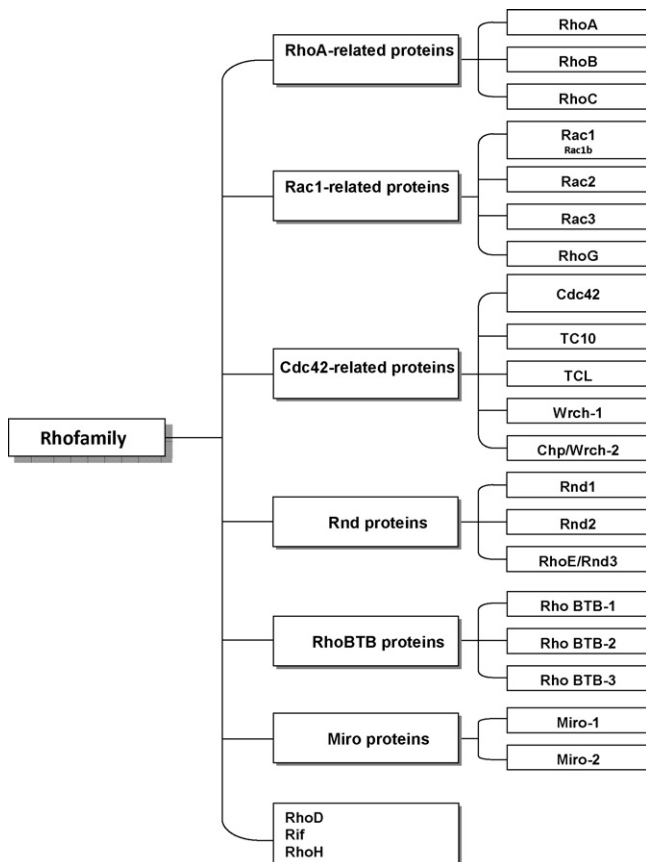 Rhofamily
RhoA-related proteins
RhoA
RhoB
RhoC
Rac1-related proteins
Rac1
Rac1b
Rac2
Rac3
RhoG
Cdc42-related proteins
Cdc42
TC10
TCL
Wrch-1
Chp/Wrch-2
Rnd proteins
Rnd1
Rnd2
RhoE/Rnd3
RhoBTB proteins
Rho BTB-1
Rho BTB-2
Rho BTB-3
Miro proteins
Miro-1
Miro-2
RhoD
Rif
RhoH